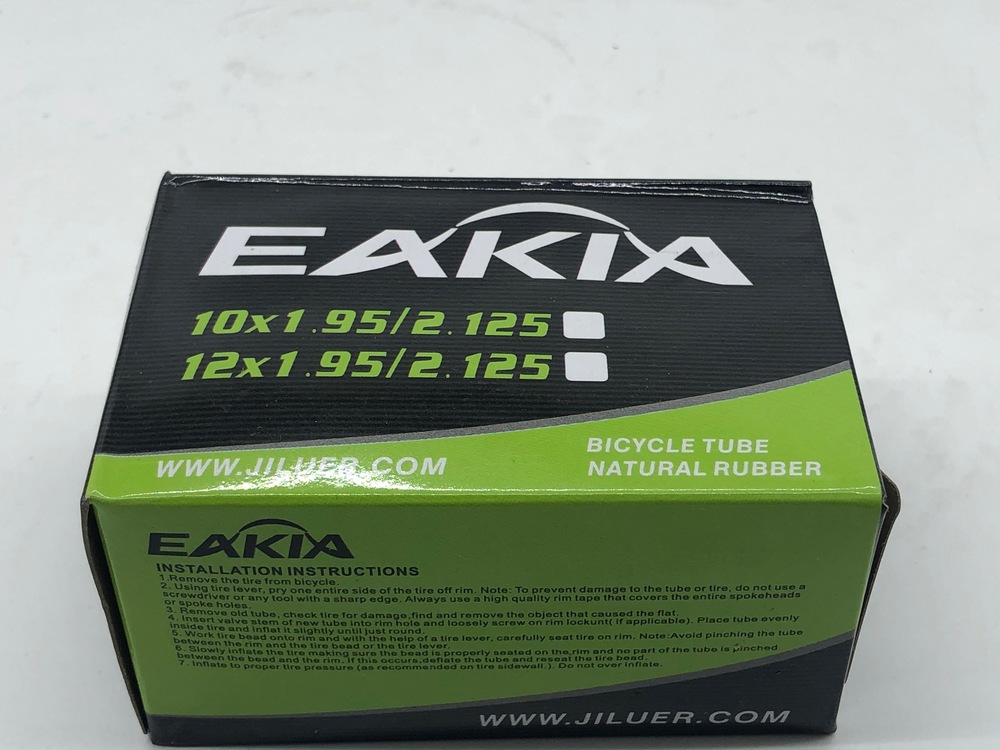 EAKIA
10x1.95/2.125
12x1.95/2.125
WWW.JILUER.COM
BICYCLE TUBE
NATURAL RUBBER
EAKIA
INSTALLATION INSTRUCTIONS
1.Remove the tire from bicycle.
2. Using tire lever, pry one entire side of the tire off rim. Note: To prevent damage to the tube or tire, do not use a
screwdriver or any tool with a sharp edge. Always use a high quality rim tape that covers the entire spokeheads
or spoke holes.
3. Remove old tube, check tire for damage,find and remove the object that caused the flat.
4. Insert valve stem of new tube into rim hole and loosely screw on rim lockunt( if applicable). Place tube evenly
inside tire and inflat it slightly until just round.
5. Work tire bead onto rim and with the help of a tire lever, carefully seat tire on rim. Note:Avoid pinching the tube
between the rim and the tire bead or the tire lever.
6. Slowly inflate the tire making sure the bead is properly seated on the rim and no part of the tube is pinched
between the bead and the rim. If this occurs,deflate the tube and reseat the tire bead.
7. Inflate to proper tire pressure (as recommended on tire sidewall.). Do not over inflate.
WWW.JILUER.COM